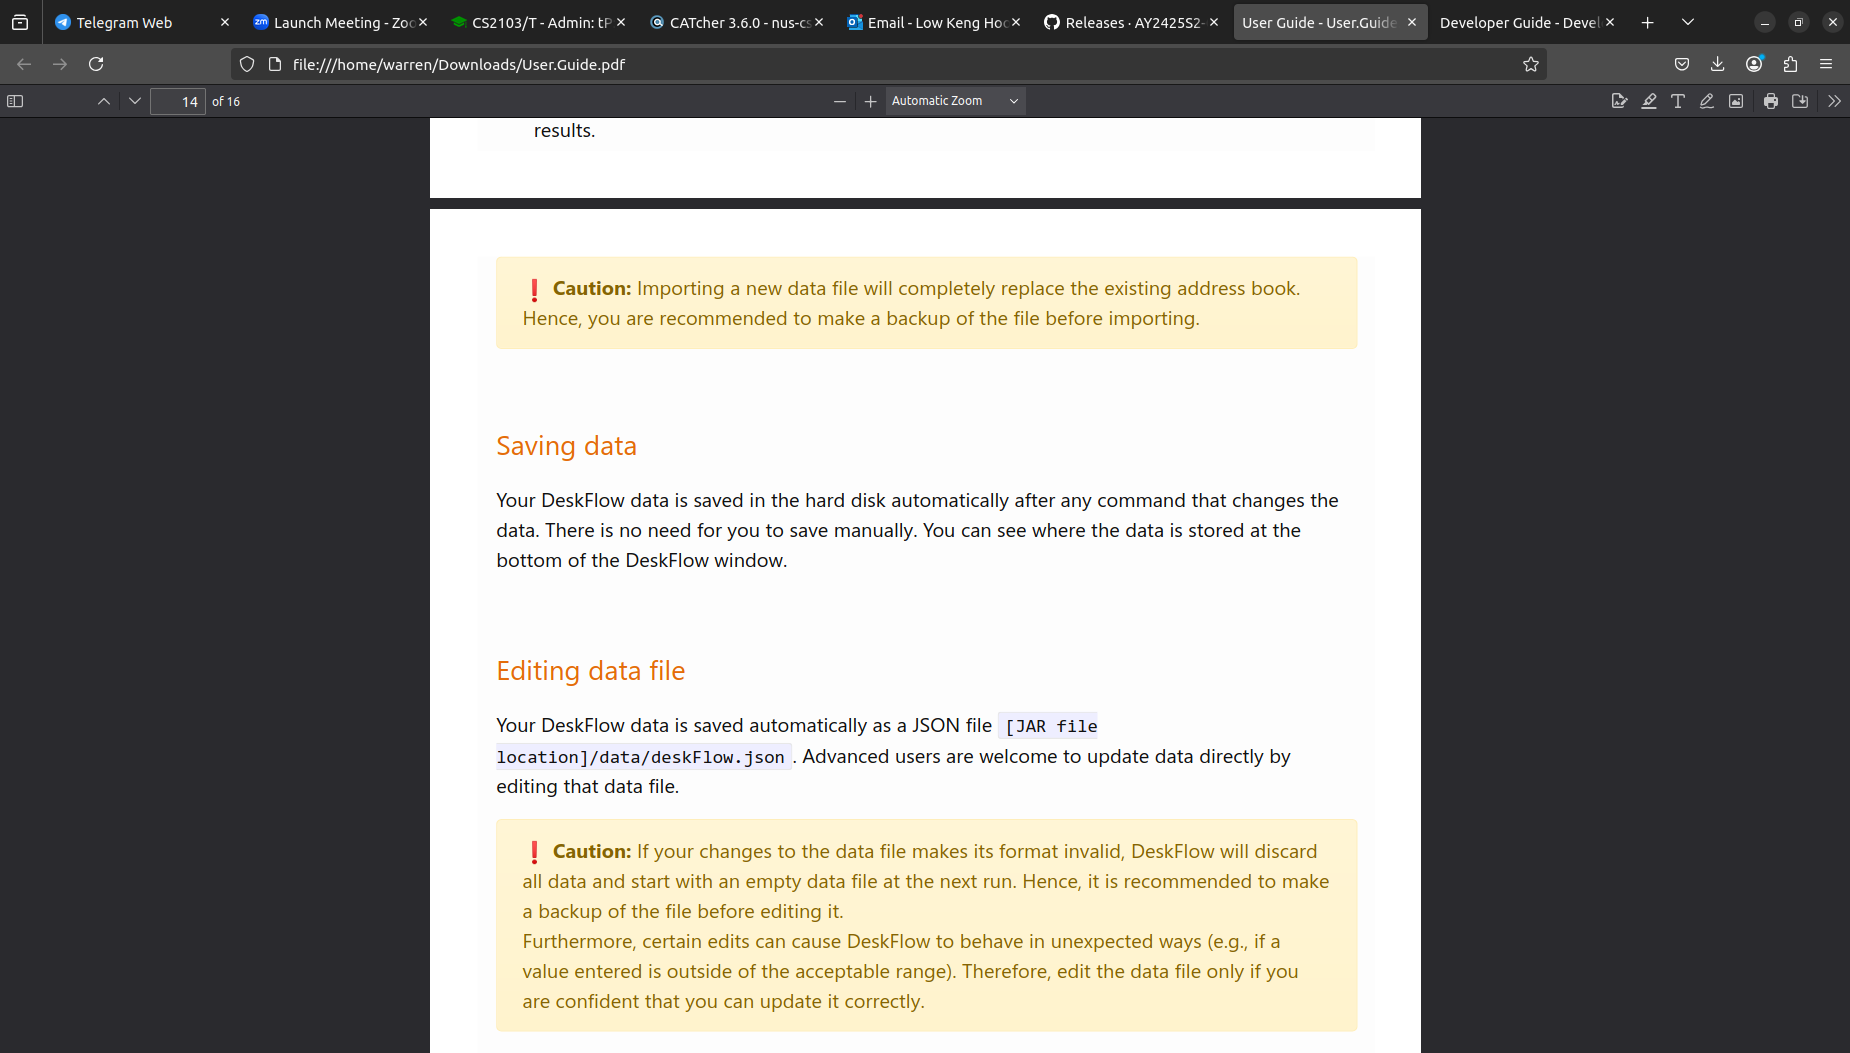 Telegram Web
Launch Meeting - Zoo
CS2103/T - Admin: tP
CATcher 3.6.0 - nus-cs
Email - Low Keng Hoc
Releases · AY2425S2-
User Guide - User.Guide
Developer Guide - Devel
file:///home/warren/Downloads/User.Guide.pdf
14 of 16
Automatic Zoom
results.
❗ Caution: Importing a new data file will completely replace the existing address book.
Hence, you are recommended to make a backup of the file before importing.
Saving data
Your DeskFlow data is saved in the hard disk automatically after any command that changes the
data. There is no need for you to save manually. You can see where the data is stored at the
bottom of the DeskFlow window.
Editing data file
Your DeskFlow data is saved automatically as a JSON file [JAR file
location]/data/deskFlow.json . Advanced users are welcome to update data directly by
editing that data file.
❗ Caution: If your changes to the data file makes its format invalid, DeskFlow will discard
all data and start with an empty data file at the next run. Hence, it is recommended to make
a backup of the file before editing it.
Furthermore, certain edits can cause DeskFlow to behave in unexpected ways (e.g., if a
value entered is outside of the acceptable range). Therefore, edit the data file only if you
are confident that you can update it correctly.